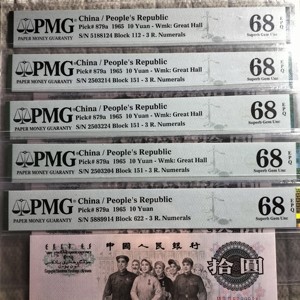 PMG
PAPER MONEY GUARANTY
China / People's Republic
Pick# 879a 1965 10 Yuan - Wmk: Great Hall
S/N 5188124 Block 112 - 3 R. Numerals
68 EPQ
Superb Gem Unc
PMG
PAPER MONEY GUARANTY
China / People's Republic
Pick# 879a 1965 10 Yuan - Wmk: Great Hall
S/N 2503214 Block 151 - 3 R. Numerals
68 EPQ
Superb Gem Unc
PMG
PAPER MONEY GUARANTY
China / People's Republic
Pick# 879a 1965 10 Yuan - Wmk: Great Hall
S/N 2503224 Block 151 - 3 R. Numerals
68 EPQ
Superb Gem Unc
PMG
PAPER MONEY GUARANTY
China / People's Republic
Pick# 879a 1965 10 Yuan - Wmk: Great Hall
S/N 2503204 Block 151 - 3 R. Numerals
68 EPQ
Superb Gem Unc
PMG
PAPER MONEY GUARANTY
China / People's Republic
Pick# 879a 1965 10 Yuan
S/N 5889014 Block 622 - 3 R. Numerals
68 EPQ
Superb Gem Unc
中国人民银行
拾圆